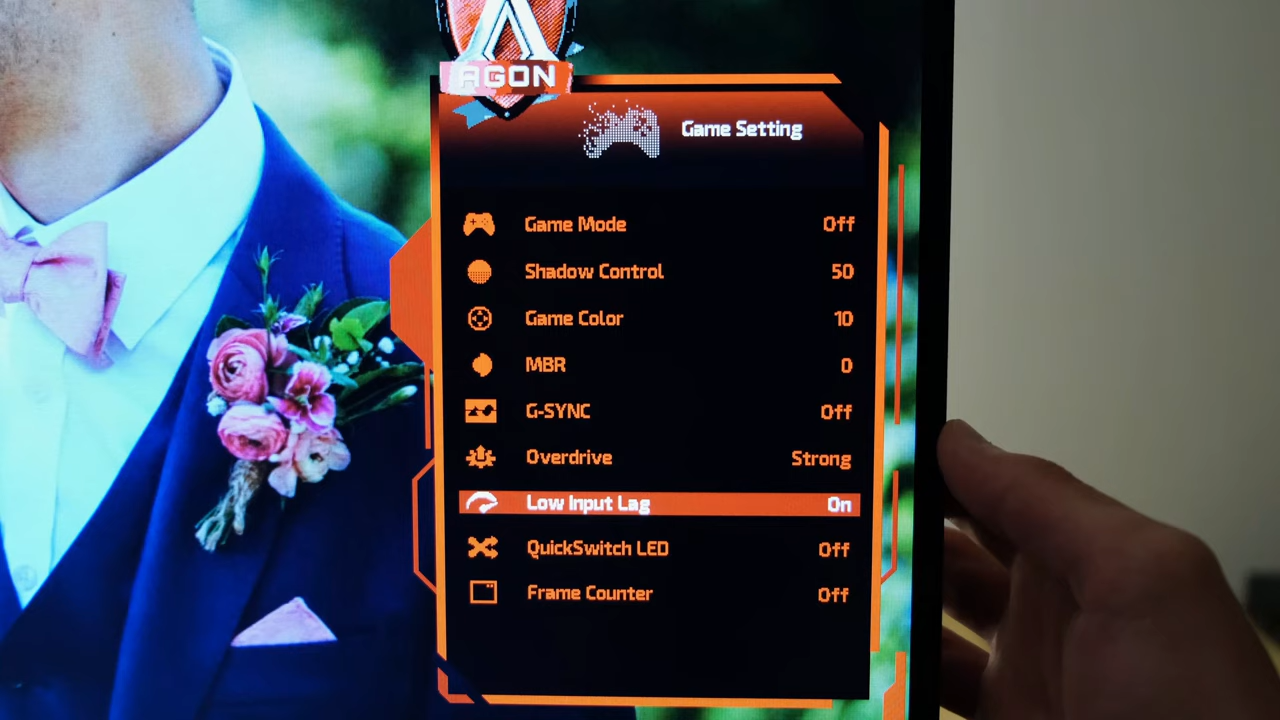 AGON
Game Setting
Game Mode Off
Shadow Control 50
Game Color 10
MBR 0
G-SYNC Off
Overdrive Strong
Low Input Lag On
QuickSwitch LED Off
Frame Counter Off